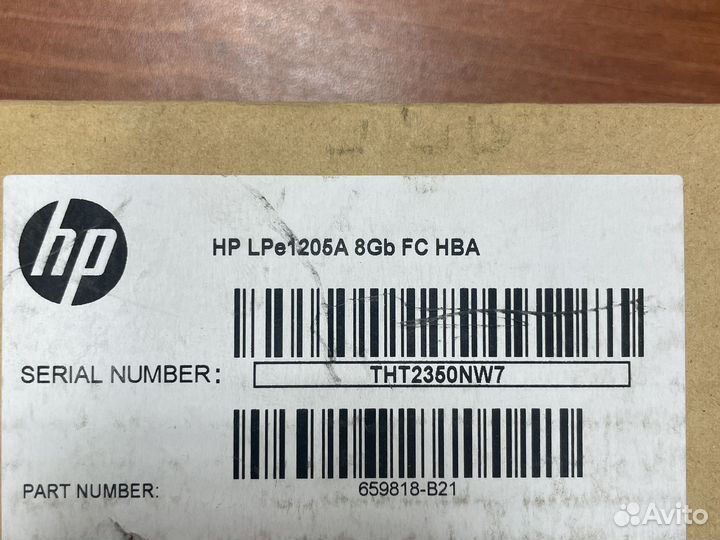 hp
HP LPe1205A 8Gb FC HBA
SERIAL NUMBER: THT2350NW7
PART NUMBER: 659818-B21
Avito